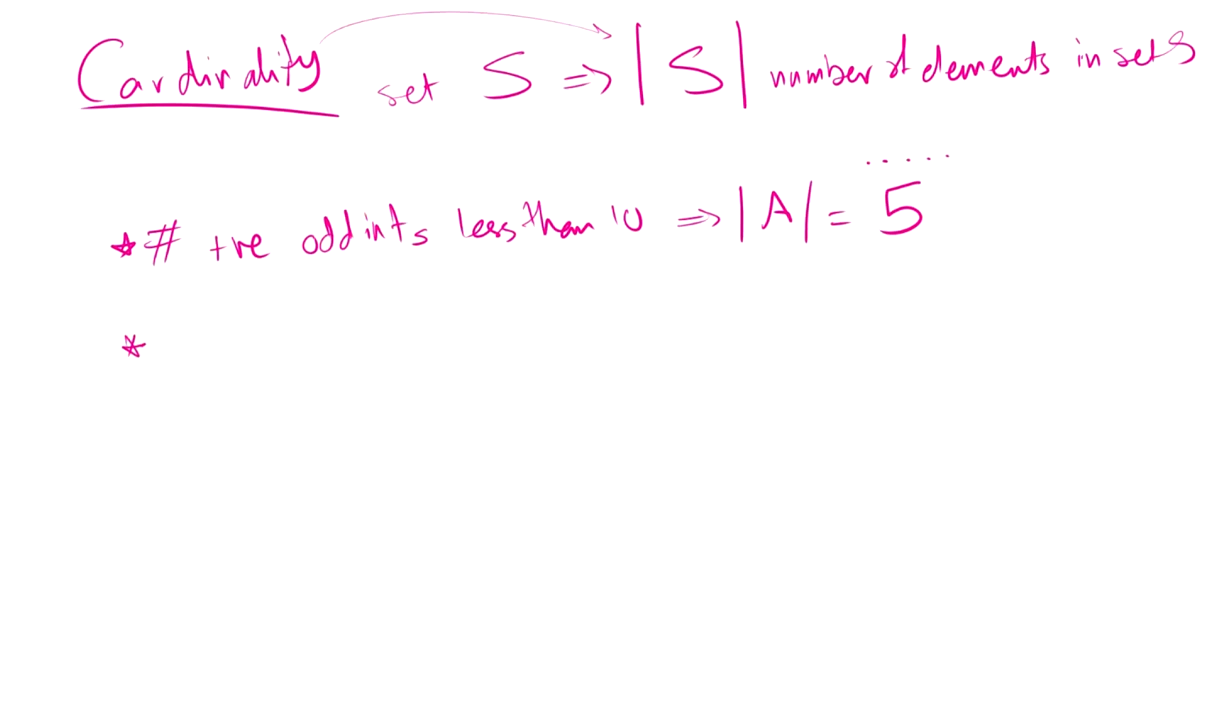 Cardinality set S ⇒ |S| number of elements in set S
* # +ve odd ints less than 10 ⇒ |A| = 5
*